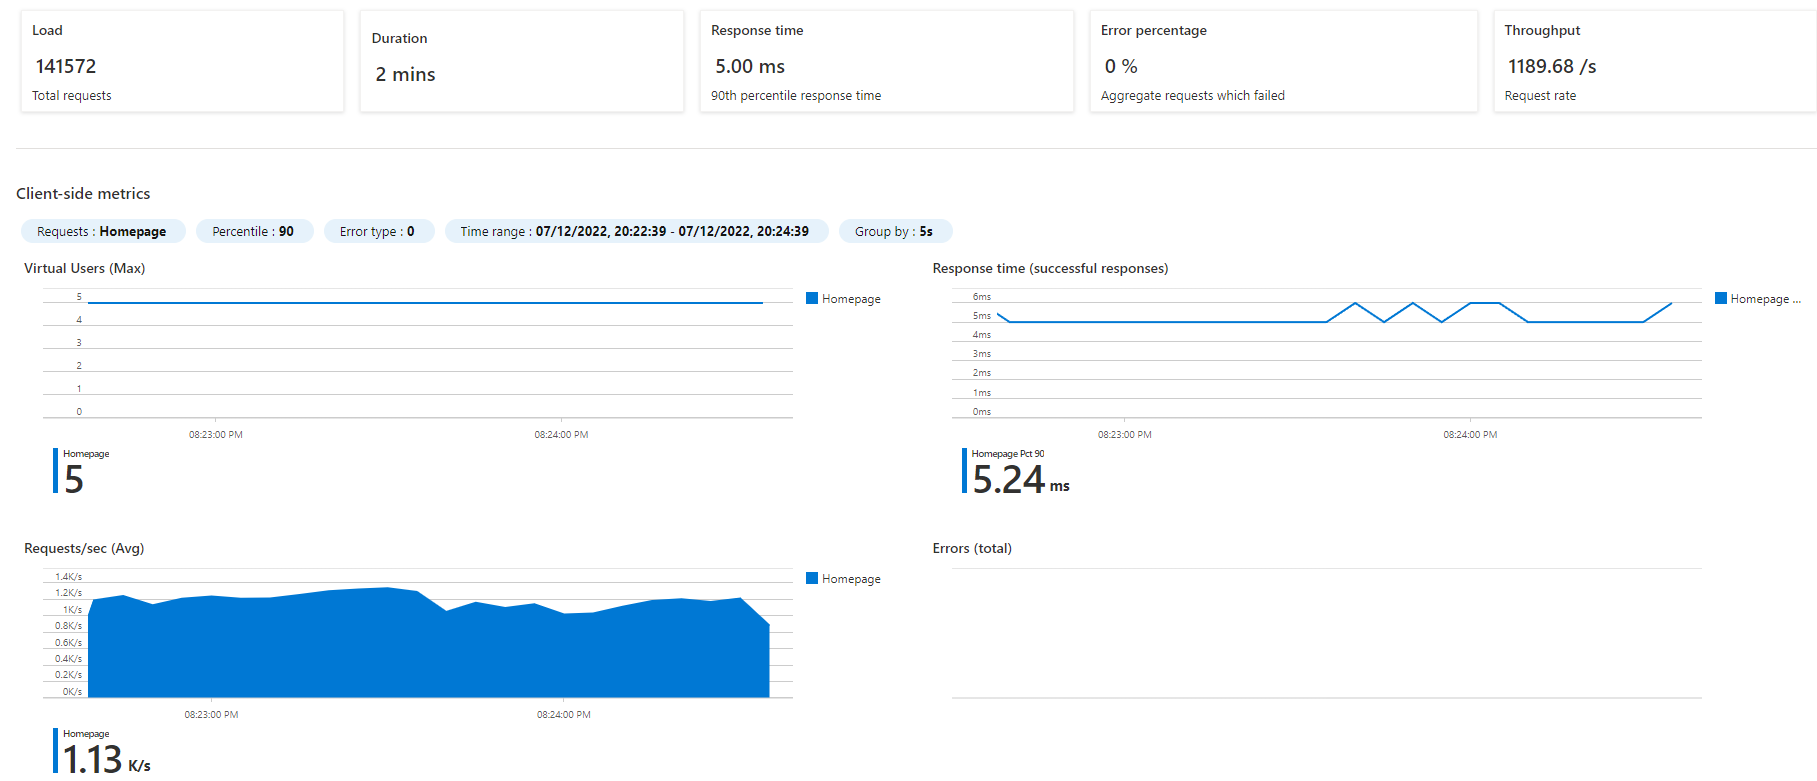 Load
141572
Total requests
Duration
2 mins
Response time
5.00 ms
90th percentile response time
Error percentage
0 %
Aggregate requests which failed
Throughput
1189.68 /s
Request rate
Client-side metrics
Requests : Homepage
Percentile : 90
Error type : 0
Time range : 07/12/2022, 20:22:39 - 07/12/2022, 20:24:39
Group by : 5s
Virtual Users (Max)
5
4
3
2
1
0
08:23:00 PM
08:24:00 PM
Homepage
Homepage
5
Response time (successful responses)
6ms
5ms
4ms
3ms
2ms
1ms
0ms
08:23:00 PM
08:24:00 PM
Homepage ...
Homepage Pct 90
5.24 ms
Requests/sec (Avg)
1.4K/s
1.2K/s
1K/s
0.8K/s
0.6K/s
0.4K/s
0.2K/s
0K/s
08:23:00 PM
08:24:00 PM
Homepage
Homepage
1.13 K/s
Errors (total)